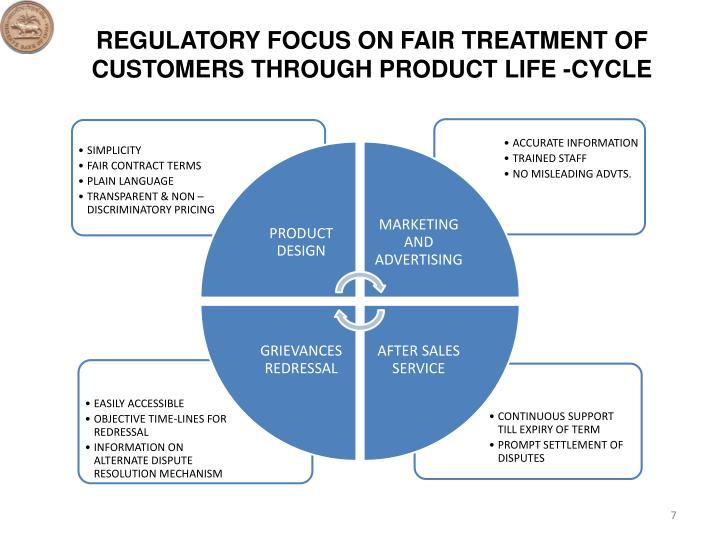 REGULATORY FOCUS ON FAIR TREATMENT OF
CUSTOMERS THROUGH PRODUCT LIFE -CYCLE
• SIMPLICITY
• FAIR CONTRACT TERMS
• PLAIN LANGUAGE
• TRANSPARENT & NON –
DISCRIMINATORY PRICING
• ACCURATE INFORMATION
• TRAINED STAFF
• NO MISLEADING ADVTS.
PRODUCT
DESIGN
MARKETING
AND
ADVERTISING
GRIEVANCES
REDRESSAL
AFTER SALES
SERVICE
• EASILY ACCESSIBLE
• OBJECTIVE TIME-LINES FOR
REDRESSAL
• INFORMATION ON
ALTERNATE DISPUTE
RESOLUTION MECHANISM
• CONTINUOUS SUPPORT
TILL EXPIRY OF TERM
• PROMPT SETTLEMENT OF
DISPUTES
7